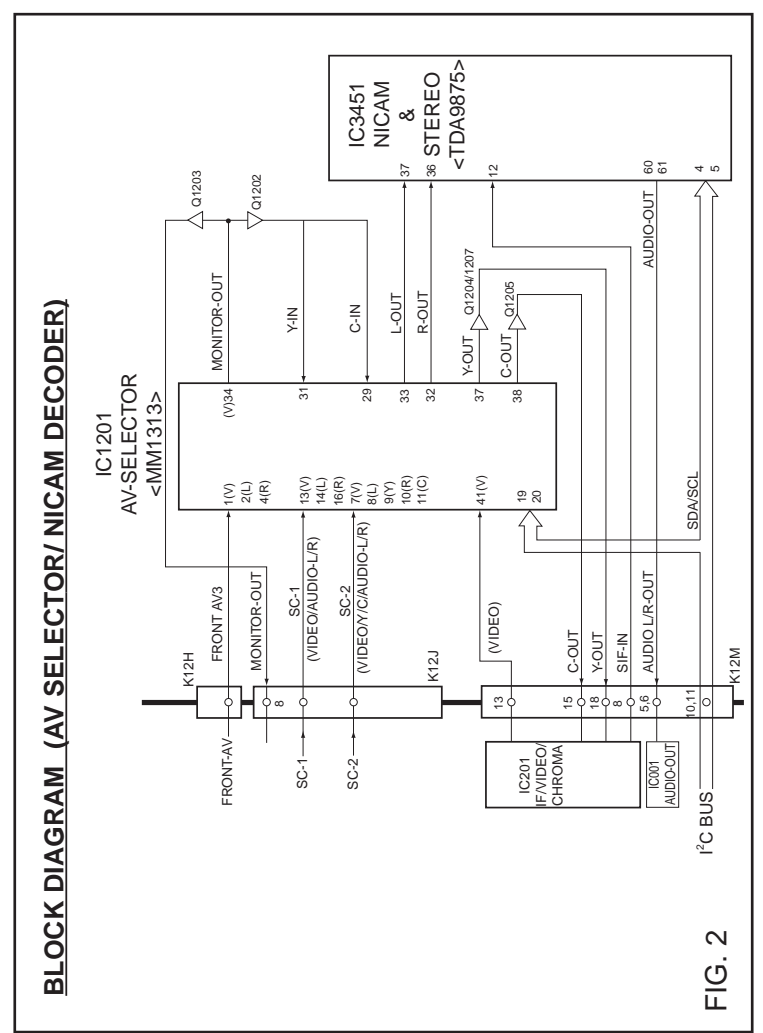 BLOCK DIAGRAM (AV SELECTOR/ NICAM DECODER)
IC1201
AV-SELECTOR
<MM1313>
K12H
FRONT-AV
FRONT AV3
1(V)
2(L)
4(R)
8
MONITOR-OUT
SC-1
SC-1
(VIDEO/AUDIO-L/R)
13(V)
14(L)
16(R)
SC-2
SC-2
(VIDEO/Y/C/AUDIO-L/R)
7(V)
8(L)
9(Y)
10(R)
11(C)
K12J
(V)34
MONITOR-OUT
Q1203
Q1202
31
Y-IN
29
C-IN
33
L-OUT
32
R-OUT
37
Y-OUT
Q1204/1207
38
C-OUT
Q1205
IC3451
NICAM
&
STEREO
<TDA9875>
37
36
12
60
61
4
5
IC201
IF/VIDEO/
CHROMA
13
(VIDEO)
41(V)
19
20
15
C-OUT
18
Y-OUT
8
SIF-IN
IC001
AUDIO-OUT
5,6
AUDIO L/R-OUT
AUDIO-OUT
10,11
K12M
SDA/SCL
I²C BUS
FIG. 2